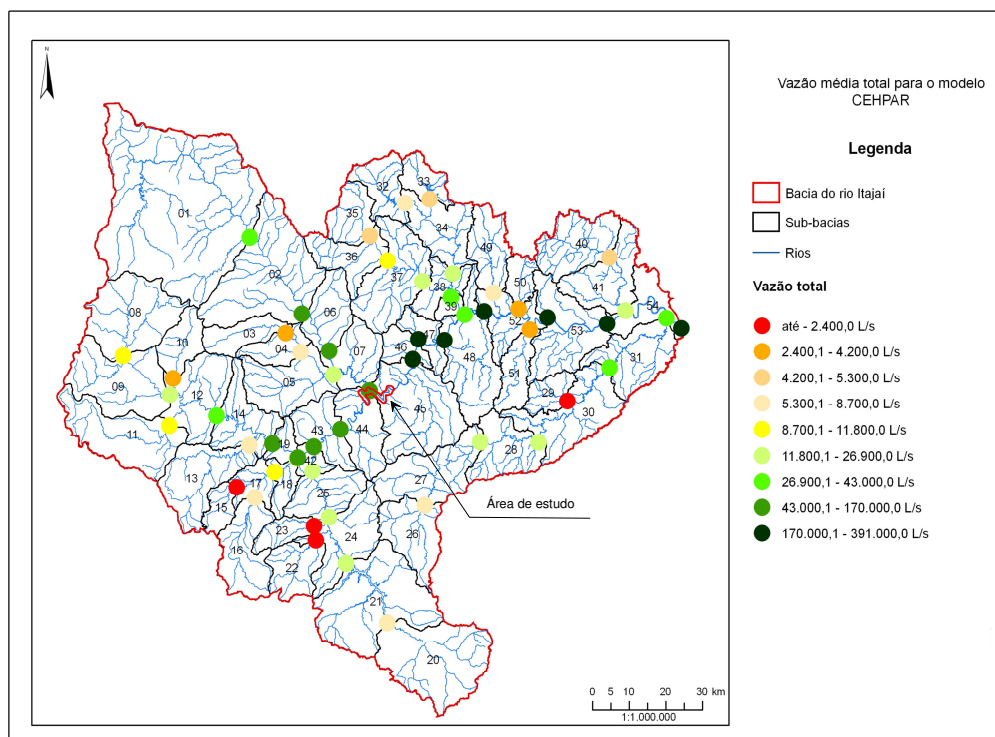 Vazão média total para o modelo
CEHPAR
Legenda
Bacia do rio Itajaí
Sub-bacias
Rios
Vazão total
até - 2.400,0 L/s
2.400,1 - 4.200,0 L/s
4.200,1 - 5.300,0 L/s
5.300,1 - 8.700,0 L/s
8.700,1 - 11.800,0 L/s
11.800,1 - 26.900,0 L/s
26.900,1 - 43.000,0 L/s
43.000,1 - 170.000,0 L/s
170.000,1 - 391.000,0 L/s
N
33
32
35
34
01
49
40
36
37
02
41
38
50
08
06
39
54
03
52
53
10
04
07
47
46
48
31
09
05
51
12
29
14
45
30
11
43
44
19
28
42
13
17
18
27
25
15
23
24
26
16
22
21
20
Área de estudo
0 5 10 20 30 km
1:1.000.000